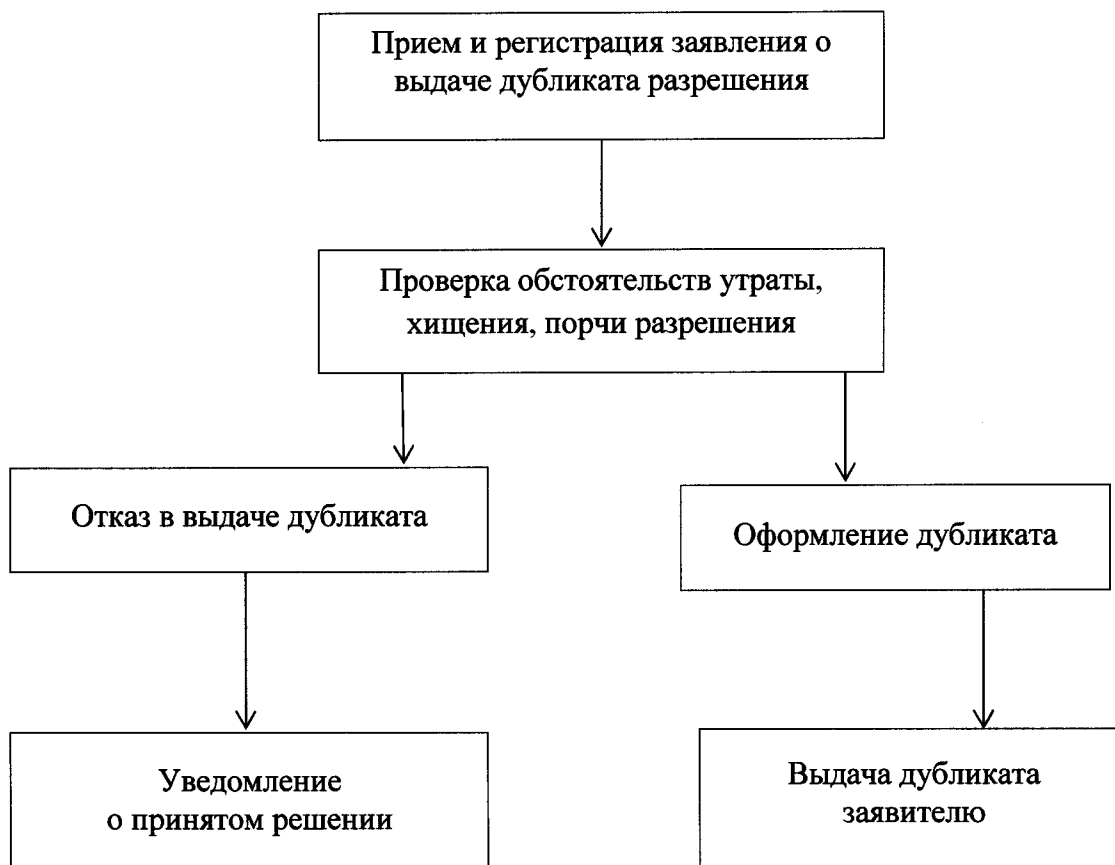 Прием и регистрация заявления о
выдаче дубликата разрешения
Проверка обстоятельств утраты,
хищения, порчи разрешения
Отказ в выдаче дубликата
Оформление дубликата
Уведомление
о принятом решении
Выдача дубликата
заявителю